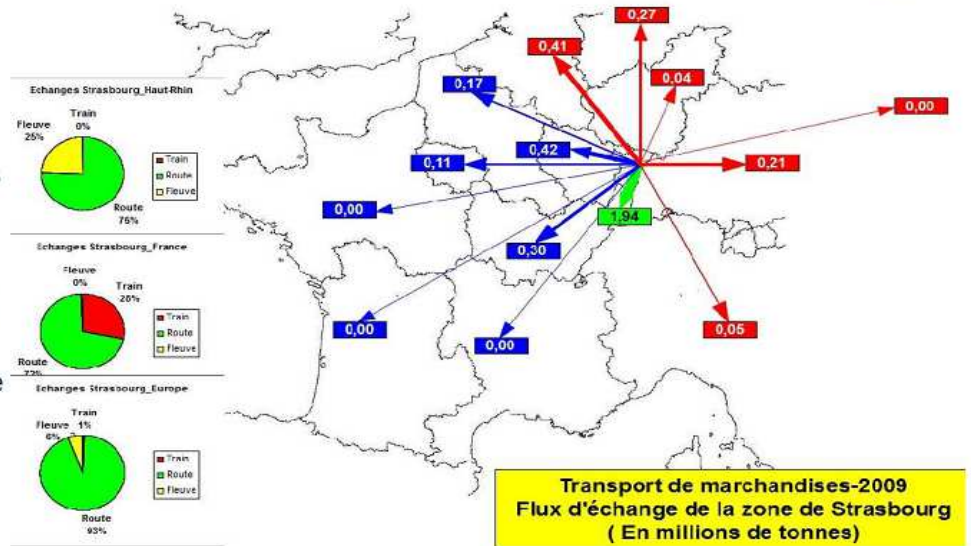 Echanges Strasbourg_Haut-Rhin
Train
0%
Fleuve
25%
Route
75%
Train
Route
Fleuve
Echanges Strasbourg_France
Fleuve
0%
Train
28%
Route
72%
Train
Route
Fleuve
Echanges Strasbourg_Europe
Train
1%
Fleuve
6%
Route
93%
Train
Route
Fleuve
0,27
0,41
0,04
0,17
0,00
0,42
0,11
0,21
0,00
1,94
0,30
0,00
0,00
0,05
Transport de marchandises-2009
Flux d'échange de la zone de Strasbourg
( En millions de tonnes)